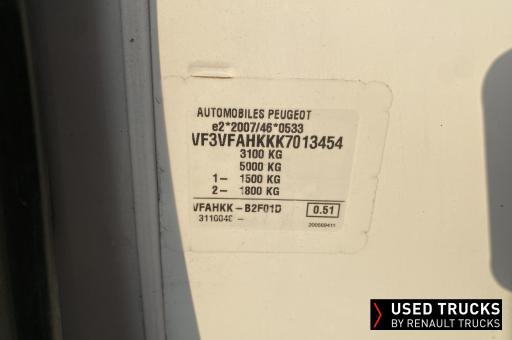 AUTOMOBILES PEUGEOT
e2*2007/46*0533
VF3VFAHKKK7013454
3100 KG
5000 KG
1- 1500 KG
2- 1800 KG
VFAHKK - B2F01D 0.51
USED TRUCKS
BY RENAULT TRUCKS